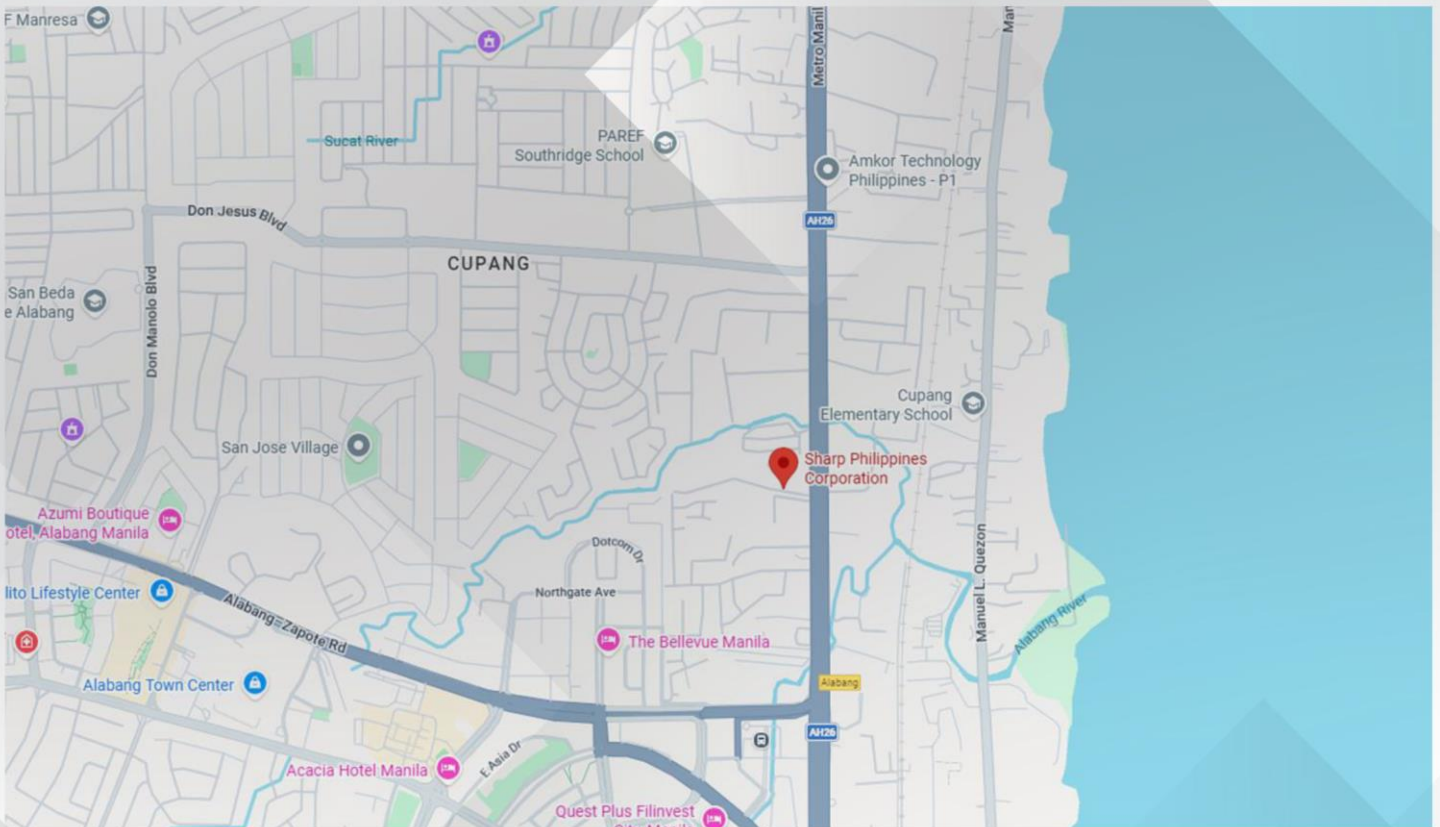 F Manresa
Metro Manil
Man
Sucat River
PAREF
Southridge School
Amkor Technology
Philippines - P1
Don Jesus Blvd
AH26
CUPANG
San Beda
e Alabang
Don Manolo Blvd
Cupang
Elementary School
San Jose Village
Sharp Philippines
Corporation
Azumi Boutique
otel, Alabang Manila
Dotcom Dr
Northgate Ave
lito Lifestyle Center
Alabang–Zapote Rd
Manuel L. Quezon
Alabang River
The Bellevue Manila
Alabang Town Center
Alabang
AH26
E Asia Dr
Acacia Hotel Manila
Quest Plus Filinvest